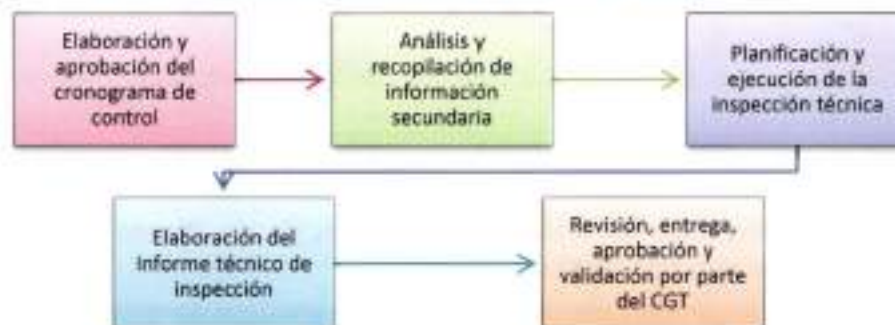 Elaboración y
aprobación del
cronograma de
control
Análisis y
recopilación de
información
secundaria
Planificación y
ejecución de la
inspección técnica
Elaboración del
Informe técnico de
inspección
Revisión, entrega,
aprobación y
validación por parte
del CGT